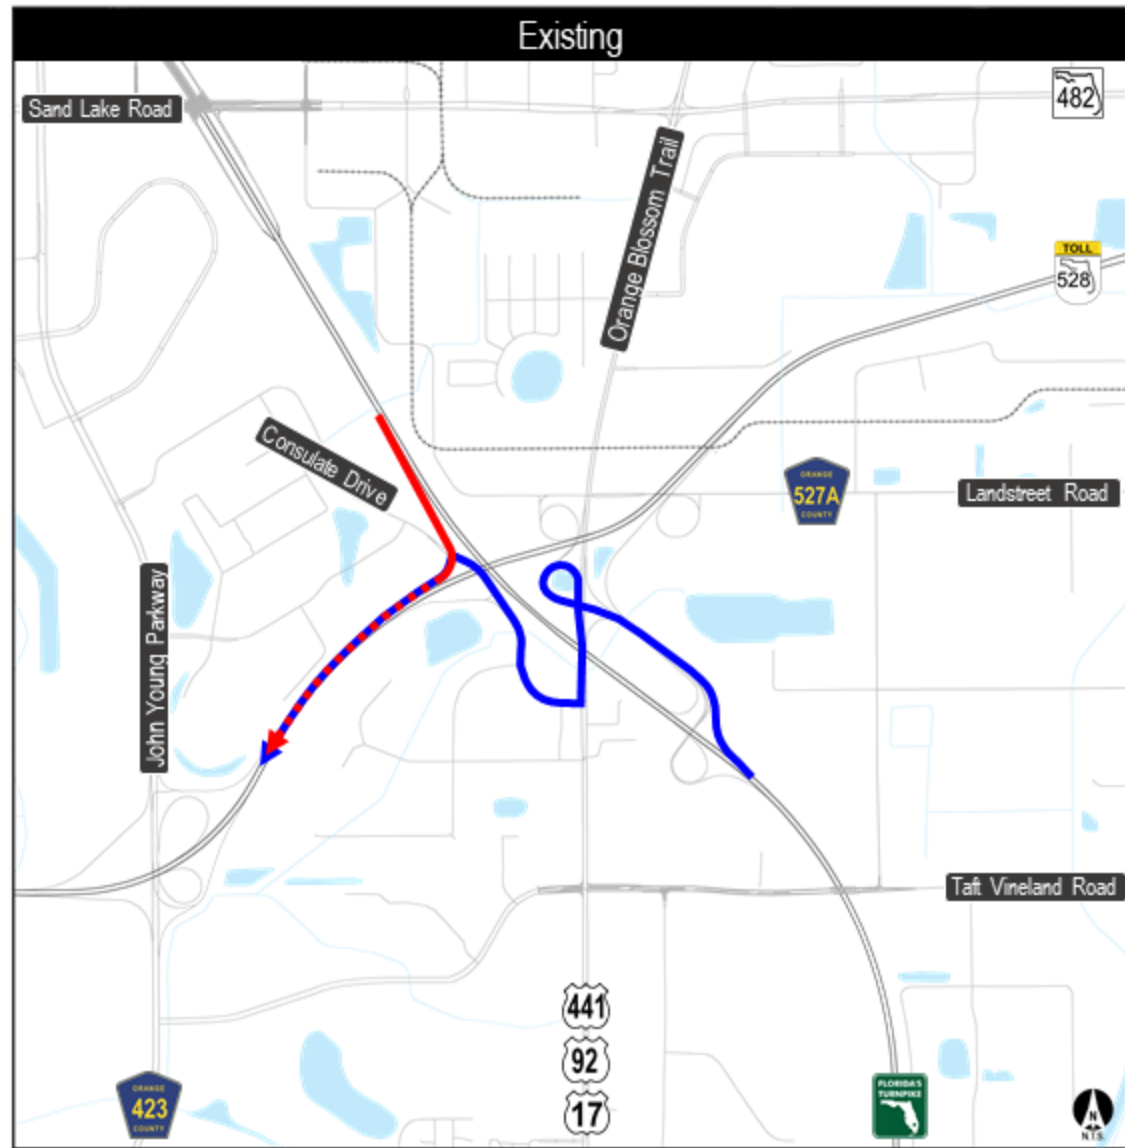 Existing
Sand Lake Road
482
Orange Blossom Trail
TOLL
528
Consulate Drive
ORANGE
527A
COUNTY
Landstreet Road
John Young Parkway
Taft Vineland Road
441
92
17
ORANGE
423
COUNTY
FLORIDA'S
TURNPIKE
N
N.T.S.